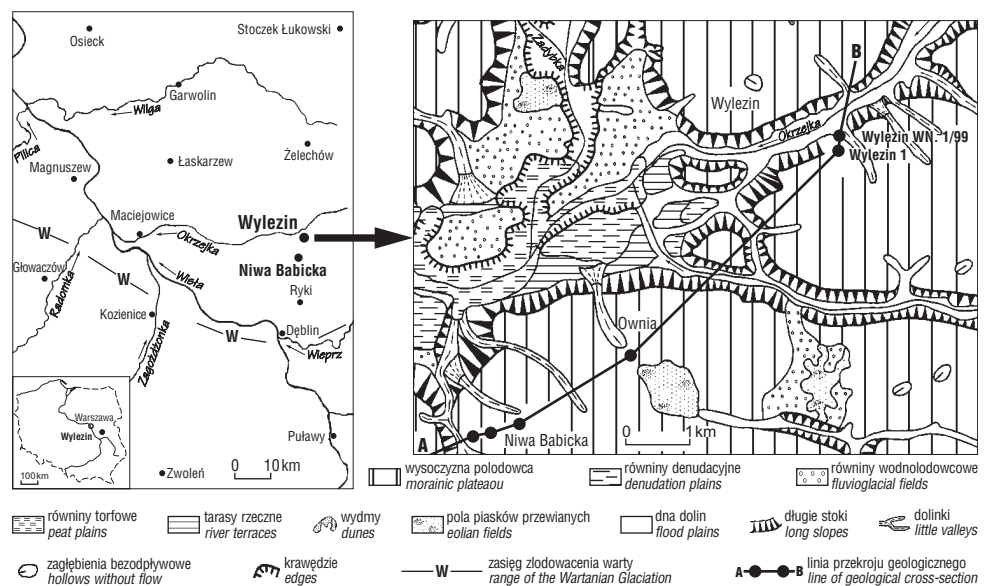 Osieck
Stoczek Łukowski
Garwolin
Wilga
Pilica
Łaskarzew
Żelechów
Magnuszew
Maciejowice
Wylezin
W
Okrzejka
Niwa Babicka
Głowaczów
Radomka
W
Wisła
Ryki
Kozienice
W
Dęblin
Wieprz
Zagożdżonka
Warszawa
Wylezin
100km
Puławy
Zwoleń
0 10km
Zadybka
B
Wylezin
Okrzejka
Wylezin WN. 1/99
Wylezin 1
Ownia
A
Niwa Babicka
0 1km
wysoczyzna polodowca
morainic plateaou
równiny denudacyjne
denudation plains
równiny wodnolodowcowe
fluvioglacial fields
równiny torfowe
peat plains
tarasy rzeczne
river terraces
wydmy
dunes
pola piasków przewianych
eolian fields
dna dolin
flood plains
długie stoki
long slopes
dolinki
little valleys
zagłębienia bezodpływowe
hollows without flow
krawędzie
edges
W
zasięg zlodowacenia warty
range of the Wartanian Glaciation
A B
linia przekroju geologicznego
line of geological cross-section